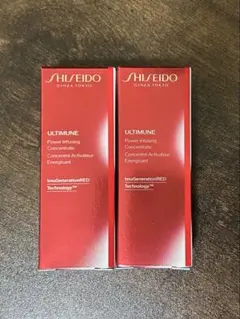 SHISEIDO
GINZA TOKYO
ULTIMUNE
Power Infusing
Concentrate
Concentré Activateur
Energisant
ImuGenerationRED
Technology™
SHISEIDO
GINZA TOKYO
ULTIMUNE
Power Infusing
Concentrate
Concentré Activateur
Energisant
ImuGenerationRED
Technology™